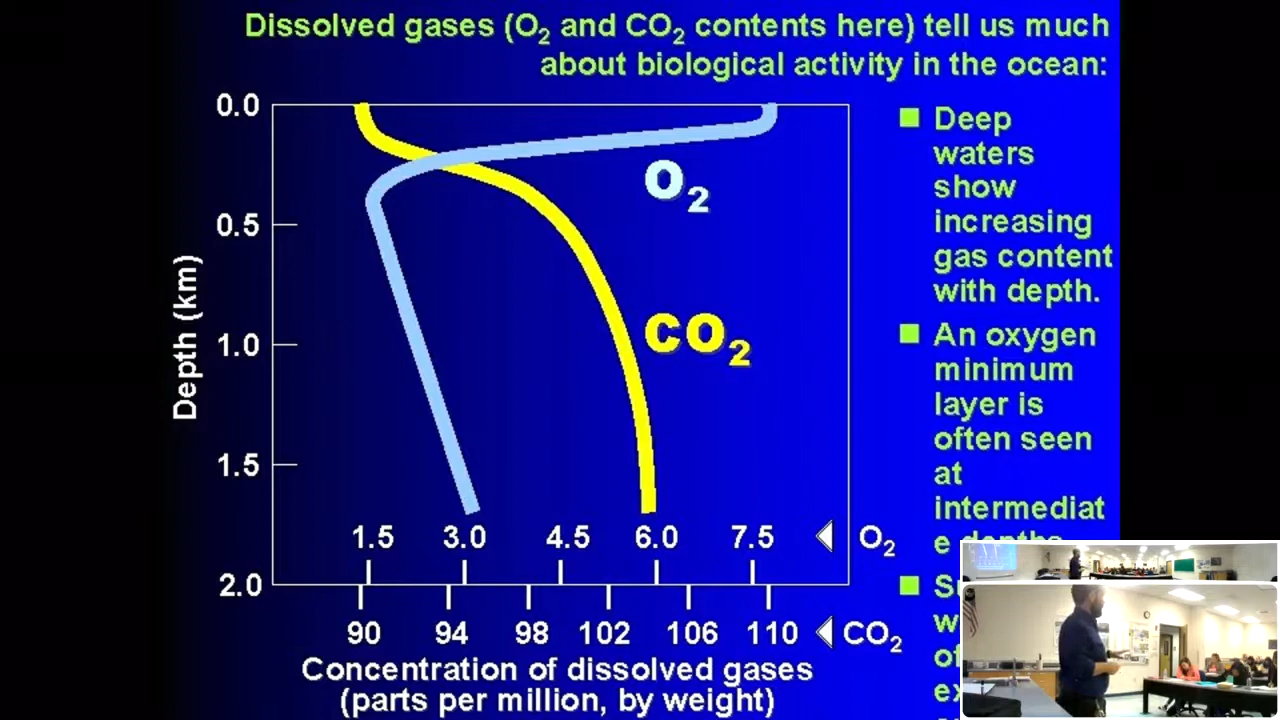 Dissolved gases (O2 and CO2 contents here) tell us much
about biological activity in the ocean:
0.0
0.5
1.0
1.5
2.0
Depth (km)
O2
CO2
1.5 3.0 4.5 6.0 7.5 O2
90 94 98 102 106 110 CO2
Concentration of dissolved gases
(parts per million, by weight)
Deep
waters
show
increasing
gas content
with depth.
An oxygen
minimum
layer is
often seen
at
intermediat
e depths